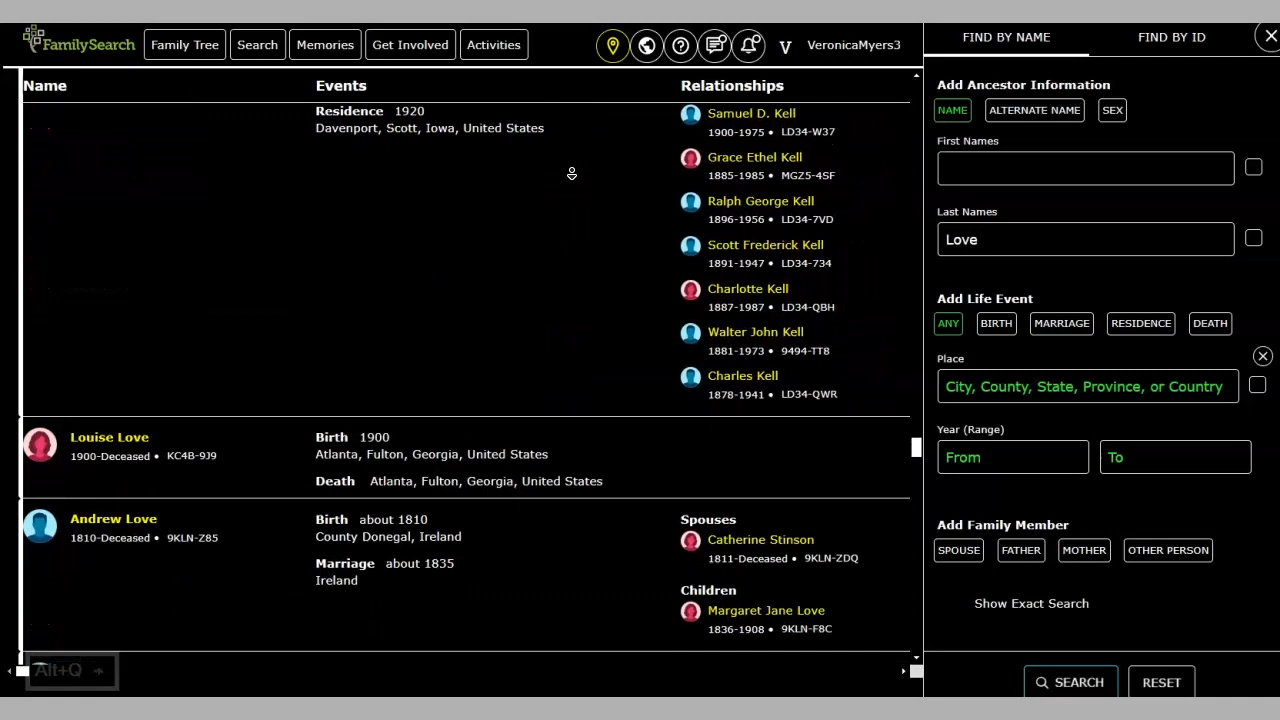 FamilySearch
Family Tree
Search
Memories
Get Involved
Activities
V
VeronicaMyers3
FIND BY NAME
FIND BY ID
Name
Events
Relationships
Residence 1920
Davenport, Scott, Iowa, United States
Samuel D. Kell
1900-1975 • LD34-W37
Grace Ethel Kell
1885-1985 • MGZ5-4SF
Ralph George Kell
1896-1956 • LD34-7VD
Scott Frederick Kell
1891-1947 • LD34-734
Charlotte Kell
1887-1987 • LD34-QBH
Walter John Kell
1881-1973 • 9494-TT8
Charles Kell
1878-1941 • LD34-QWR
Louise Love
1900-Deceased • KC4B-9J9
Birth 1900
Atlanta, Fulton, Georgia, United States
Death Atlanta, Fulton, Georgia, United States
Andrew Love
1810-Deceased • 9KLN-Z85
Birth about 1810
County Donegal, Ireland
Marriage about 1835
Ireland
Spouses
Catherine Stinson
1811-Deceased • 9KLN-ZDQ
Children
Margaret Jane Love
1836-1908 • 9KLN-F8C
Alt+Q
Add Ancestor Information
NAME
ALTERNATE NAME
SEX
First Names
Last Names
Love
Add Life Event
ANY
BIRTH
MARRIAGE
RESIDENCE
DEATH
Place
City, County, State, Province, or Country
Year (Range)
From
To
Add Family Member
SPOUSE
FATHER
MOTHER
OTHER PERSON
Show Exact Search
SEARCH
RESET